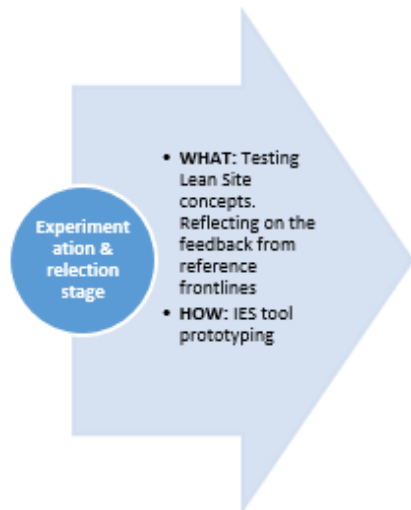 Experiment
ation &
relection
stage
• WHAT: Testing
Lean Site
concepts.
Reflecting on the
feedback from
reference
frontlines
• HOW: IES tool
prototyping